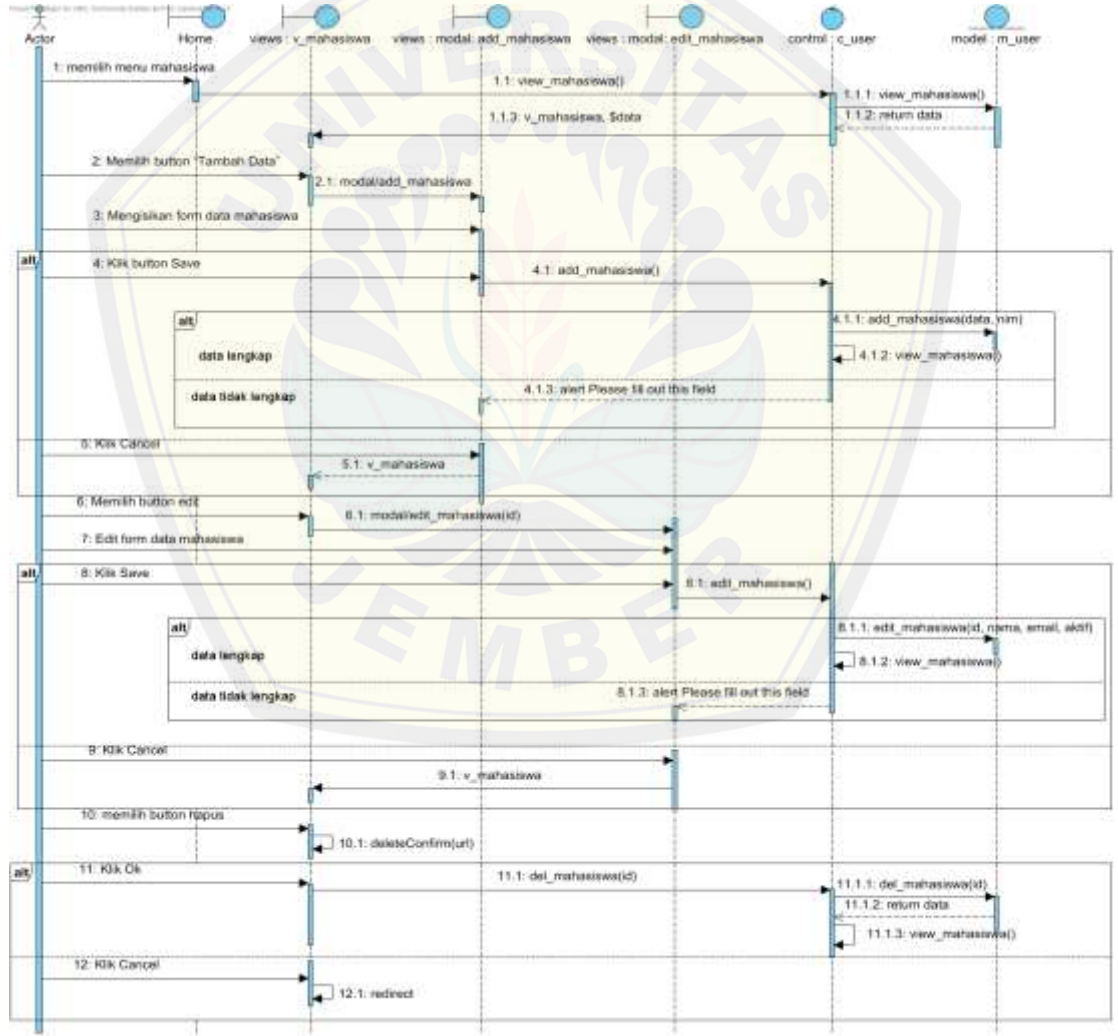 Actor
Home
views : v_mahasiswa
views : modal: add_mahasiswa
views : modal: edit_mahasiswa
control : c_user
model : m_user
1: memilih menu mahasiswa
1.1: view_mahasiswa()
1.1.1: view_mahasiswa()
1.1.2: return data
1.1.3: v_mahasiswa, $data
2: Memilih button "Tambah Data"
2.1: modal/add_mahasiswa
3: Mengisikan form data mahasiswa
alt
4: Klik button Save
4.1: add_mahasiswa()
alt
4.1.1: add_mahasiswa(data, nim)
data lengkap
4.1.2: view_mahasiswa()
data tidak lengkap
4.1.3: alert Please fill out this field
5: Klik Cancel
5.1: v_mahasiswa
6: Memilih button edit
6.1: modal/edit_mahasiswa(id)
7: Edit form data mahasiswa
alt
8: Klik Save
8.1: edit_mahasiswa()
alt
8.1.1: edit_mahasiswa(id, nama, email, aktif)
data lengkap
8.1.2: view_mahasiswa()
data tidak lengkap
8.1.3: alert Please fill out this field
9: Klik Cancel
9.1: v_mahasiswa
10: memilih button hapus
10.1: deleteConfirm(url)
alt
11: Klik Ok
11.1: del_mahasiswa(id)
11.1.1: del_mahasiswa(id)
11.1.2: return data
11.1.3: view_mahasiswa()
12: Klik Cancel
12.1: redirect
UNIVERSITAS
JEMBER